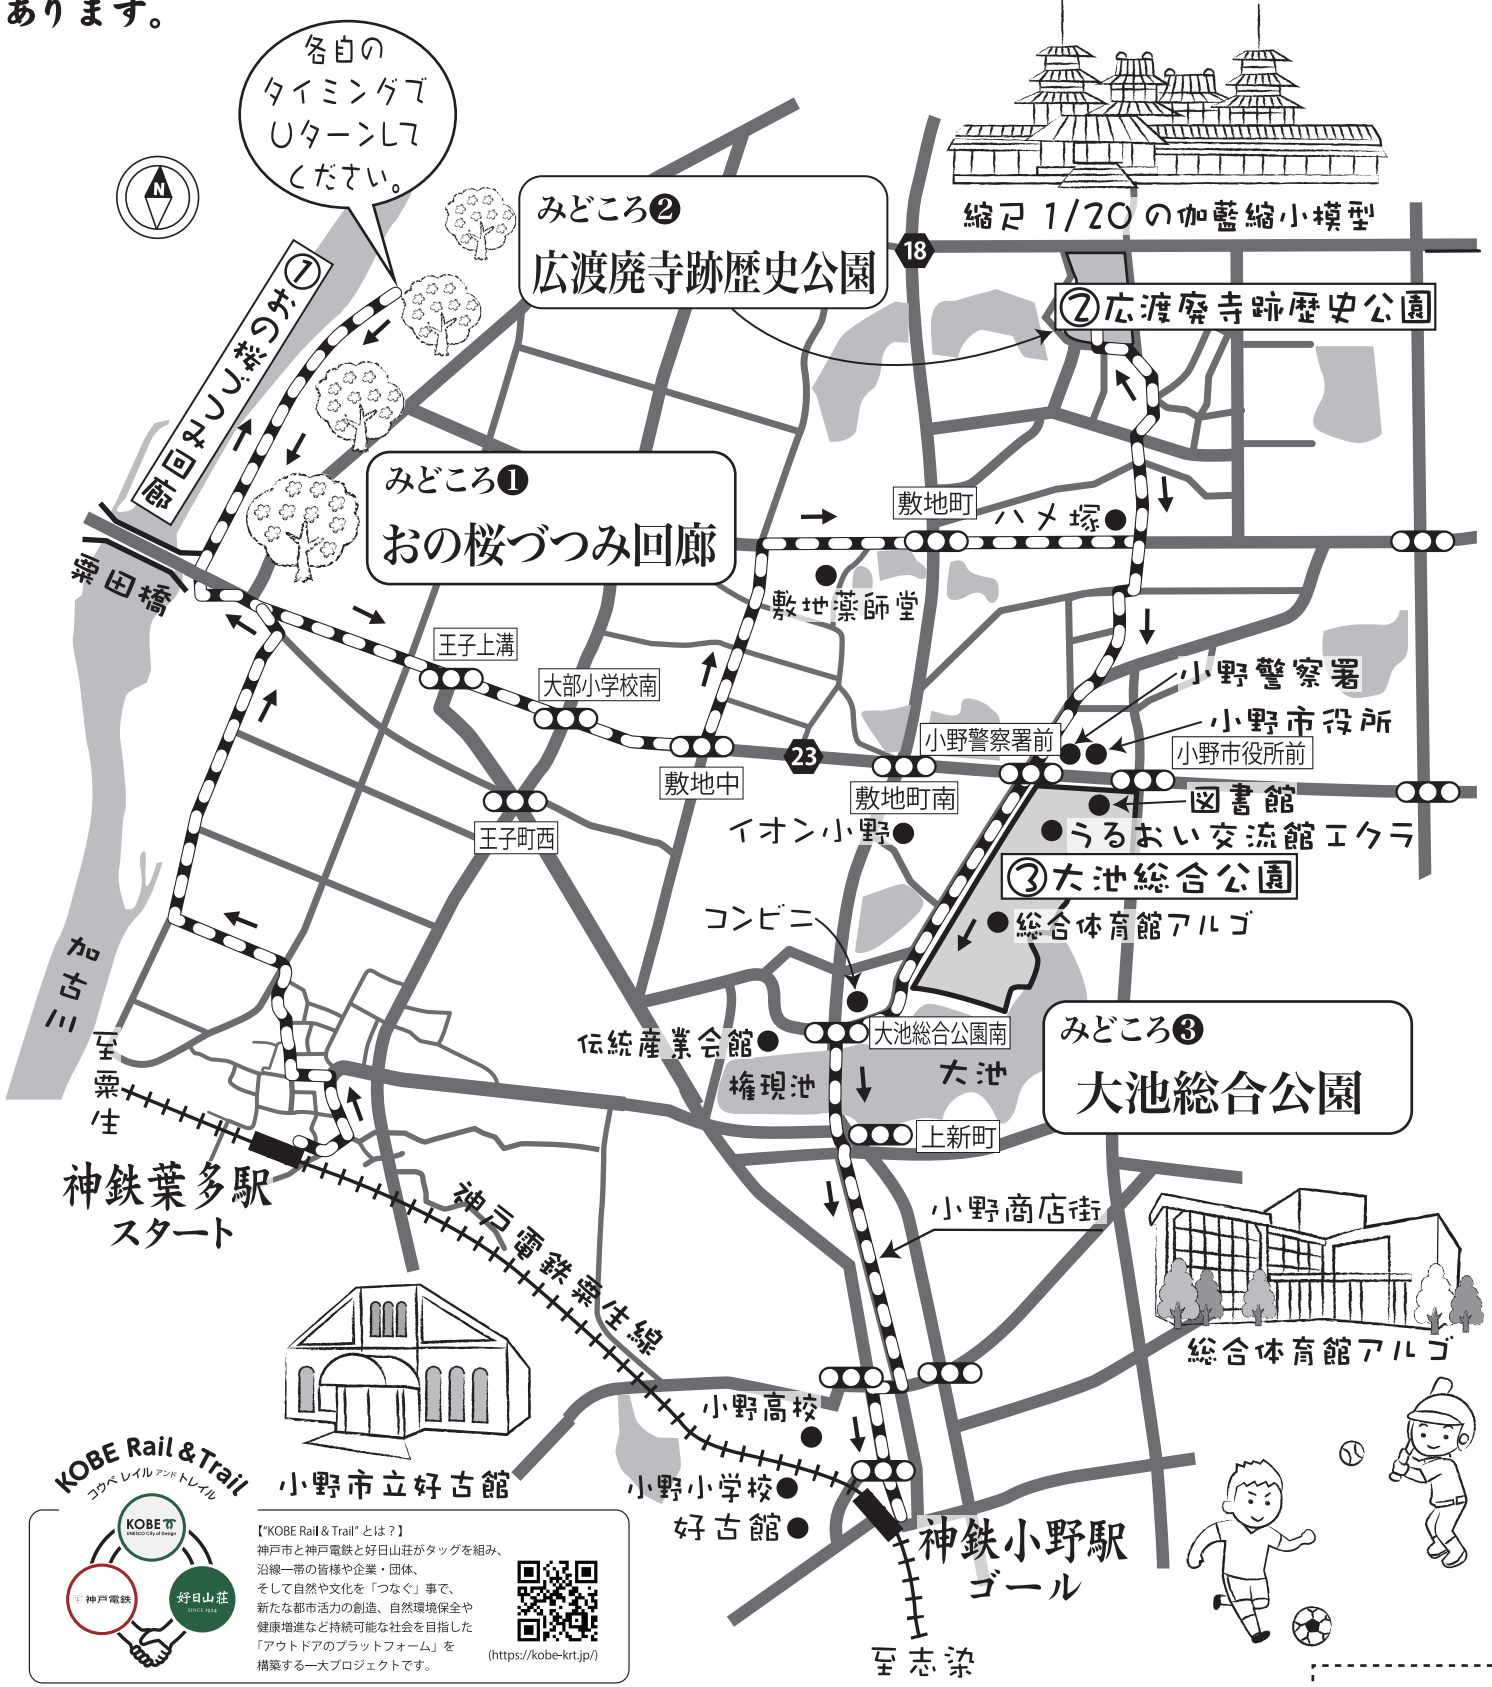 あります。
各自の
タイミングで
Uターンして
ください。
N
みどころ❷
広渡廃寺跡歴史公園
18
縮尺 1/20 の伽藍縮小模型
②広渡廃寺跡歴史公園
①おの桜づつみ回廊
みどころ❶
おの桜づつみ回廊
敷地町
ハメ塚
粟田橋
敷地薬師堂
王子上溝
大部小学校南
小野警察署
小野市役所
小野警察署前
小野市役所前
23
敷地中
敷地町南
図書館
王子町西
イオン小野
うるおい交流館エクラ
③大池総合公園
コンビニ
総合体育館アルゴ
加古川
至粟生
伝統産業会館
大池総合公園南
権現池
大池
みどころ❸
大池総合公園
上新町
神鉄葉多駅
スタート
神戸電鉄粟生線
小野商店街
総合体育館アルゴ
小野高校
小野市立好古館
小野小学校
好古館
神鉄小野駅
ゴール
至志染
KOBE Rail & Trail
コウベ レイル アンド トレイル
KOBE
UNESCO City of Design
神戸電鉄
好日山荘
SINCE 1924
【“KOBE Rail & Trail” とは？】
神戸市と神戸電鉄と好日山荘がタッグを組み、
沿線一帯の皆様や企業・団体、
そして自然や文化を「つなぐ」事で、
新たな都市活力の創造、自然環境保全や
健康増進など持続可能な社会を目指した
「アウトドアのプラットフォーム」を
構築する一大プロジェクトです。
(https://kobe-krt.jp/)